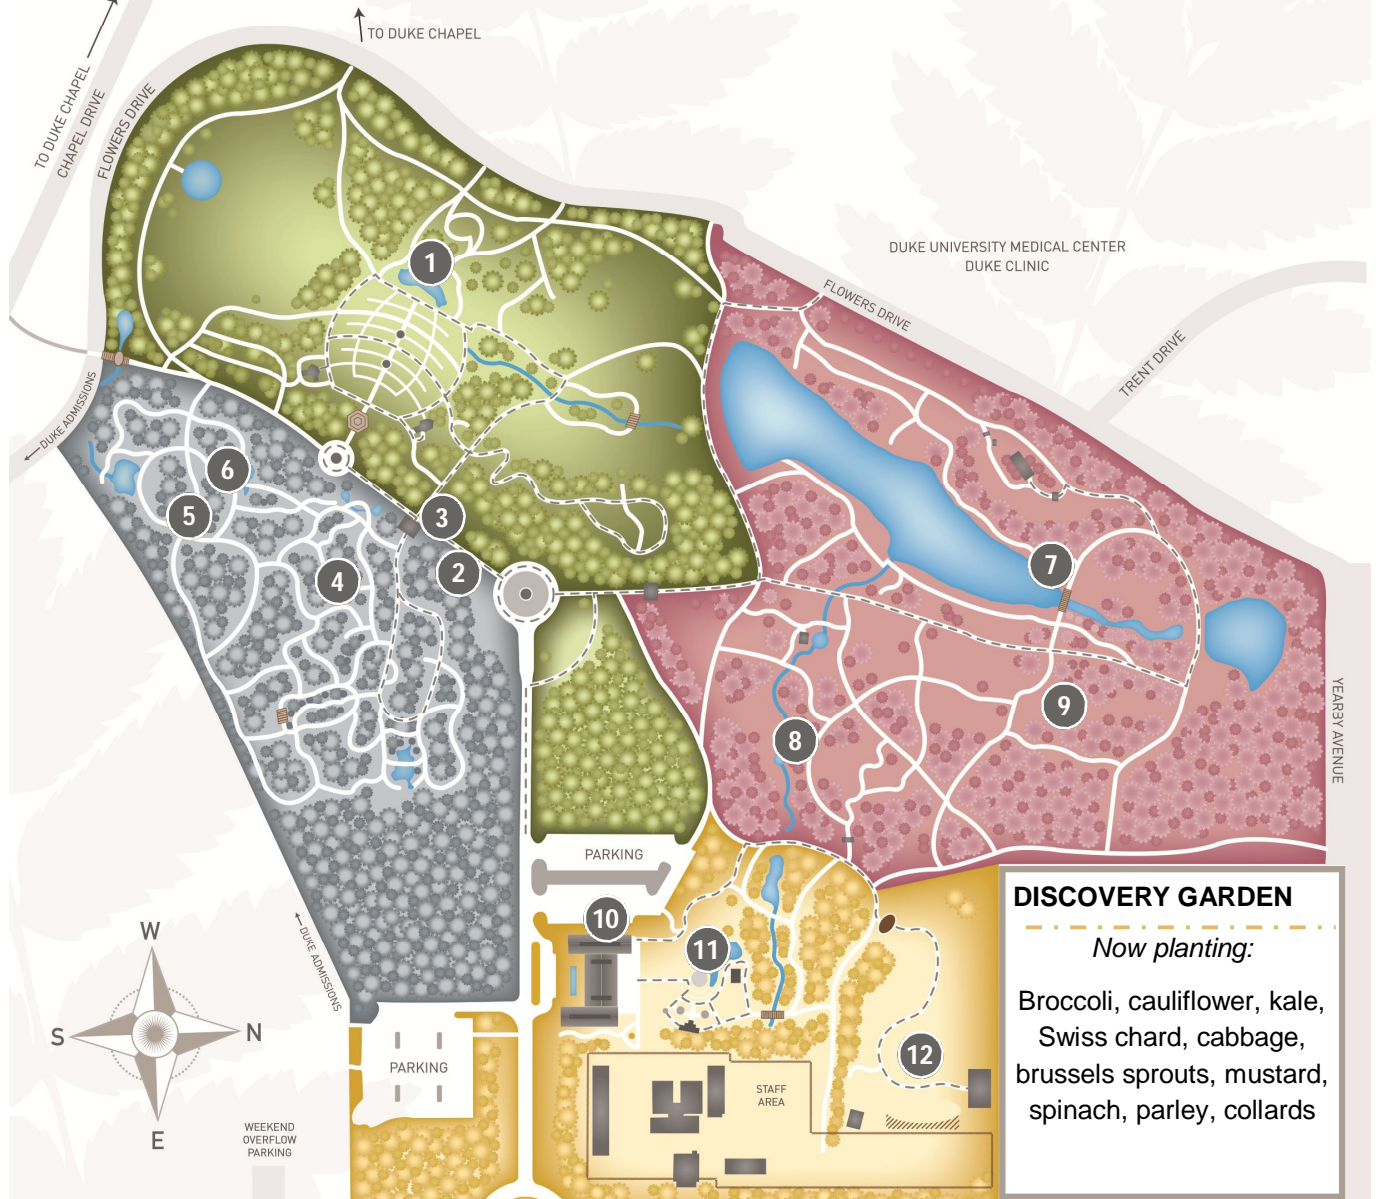 TO DUKE CHAPEL
TO DUKE CHAPEL
CHAPEL DRIVE
FLOWERS DRIVE
DUKE UNIVERSITY MEDICAL CENTER
DUKE CLINIC
FLOWERS DRIVE
TRENT DRIVE
1
DUKE ADMISSIONS
6
5
3
2
4
7
8
9
YEARBY AVENUE
PARKING
10
11
12
DUKE ADMISSIONS
W
S
N
E
PARKING
STAFF
AREA
WEEKEND
OVERFLOW
PARKING
DISCOVERY GARDEN
Now planting:
Broccoli, cauliflower, kale,
Swiss chard, cabbage,
brussels sprouts, mustard,
spinach, parley, collards